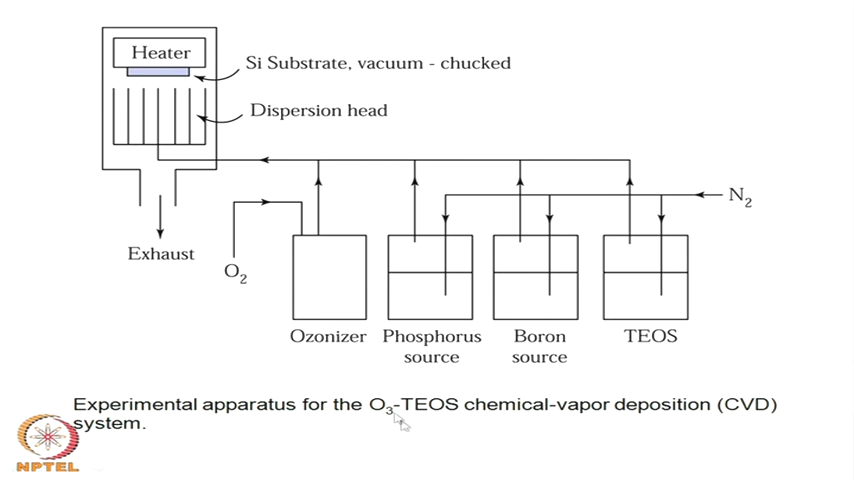 Heater
Si Substrate, vacuum - chucked
Dispersion head
N₂
Exhaust
O₂
Ozonizer
Phosphorus
source
Boron
source
TEOS
Experimental apparatus for the O₃-TEOS chemical-vapor deposition (CVD)
system.
NPTEL